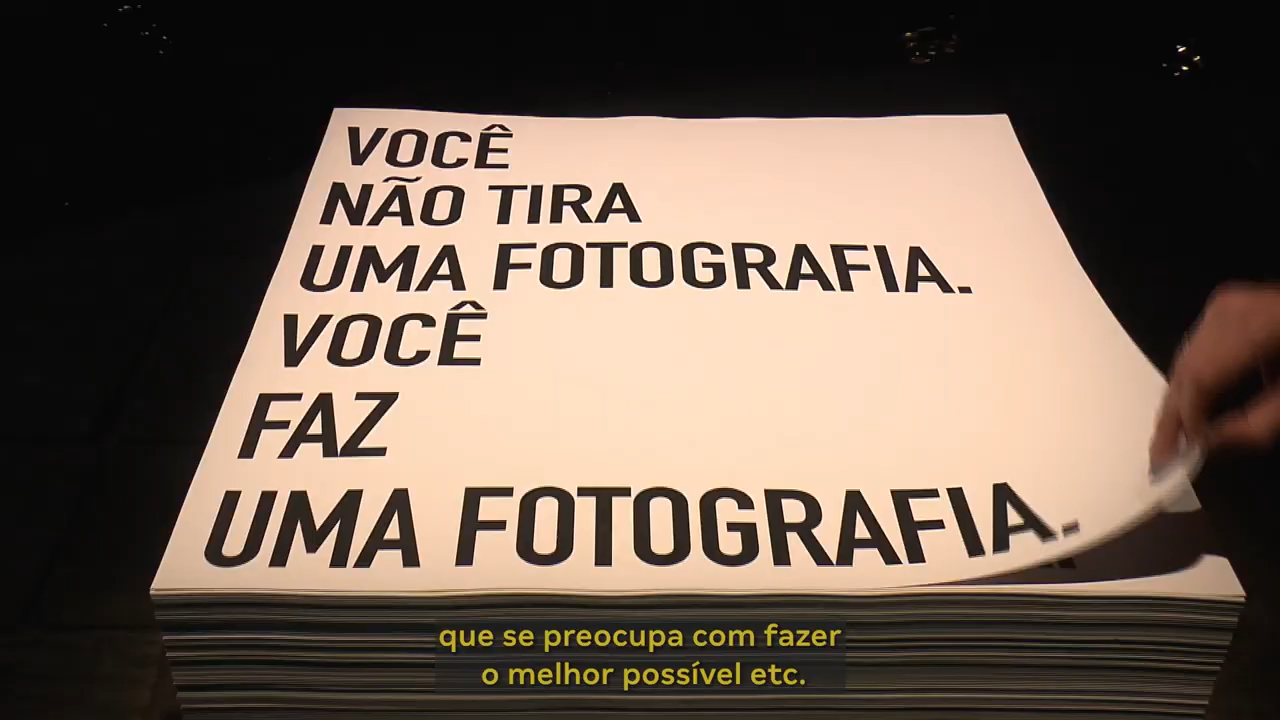 VOCÊ
NÃO TIRA
UMA FOTOGRAFIA.
VOCÊ
FAZ
UMA FOTOGRAFIA.
que se preocupa com fazer
o melhor possível etc.